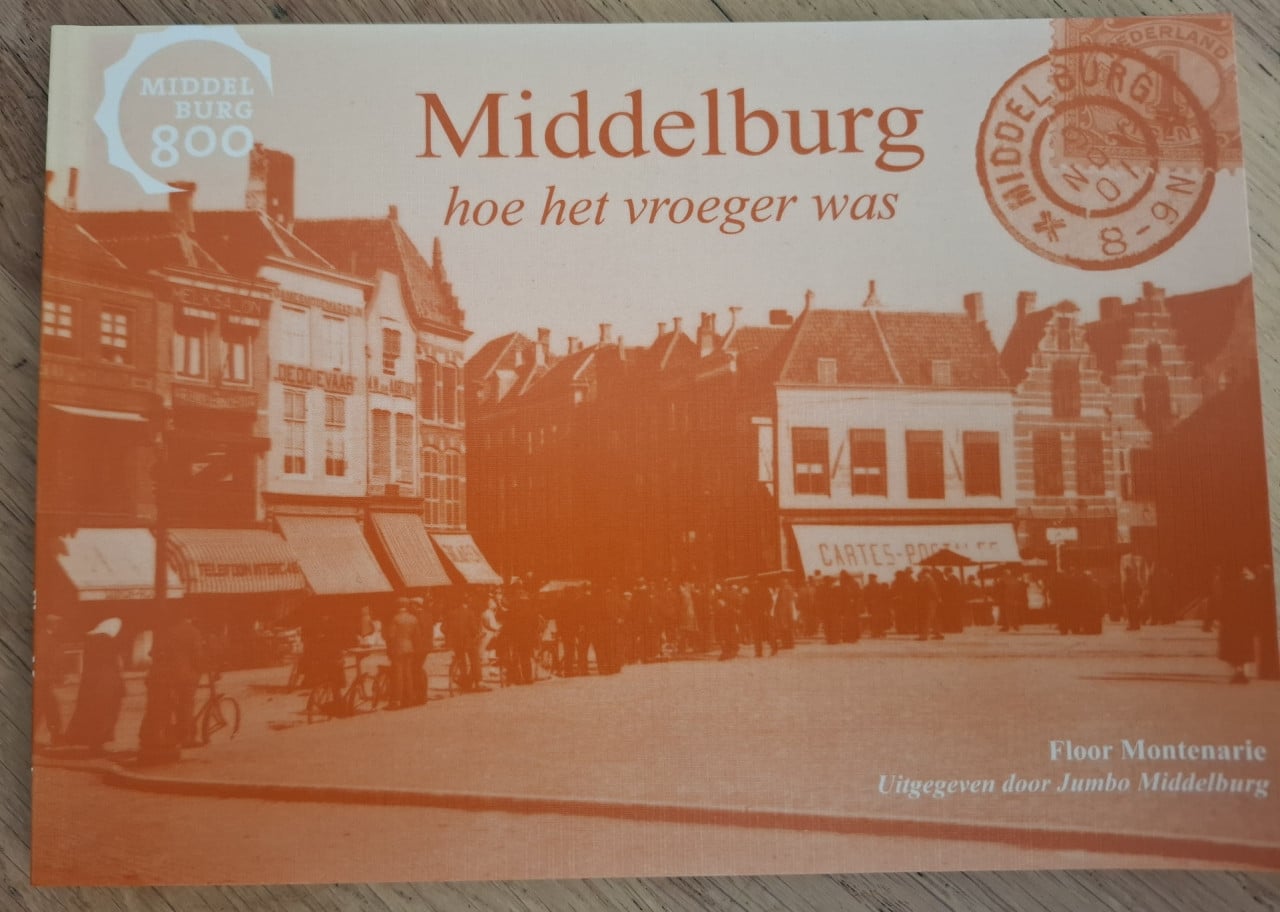 MIDDEL
BURG
800
Middelburg
hoe het vroeger was
NEDERLAND
MIDDELBURG
8-9N
CARTES-POSTALES
Floor Montenarie
Uitgegeven door Jumbo Middelburg